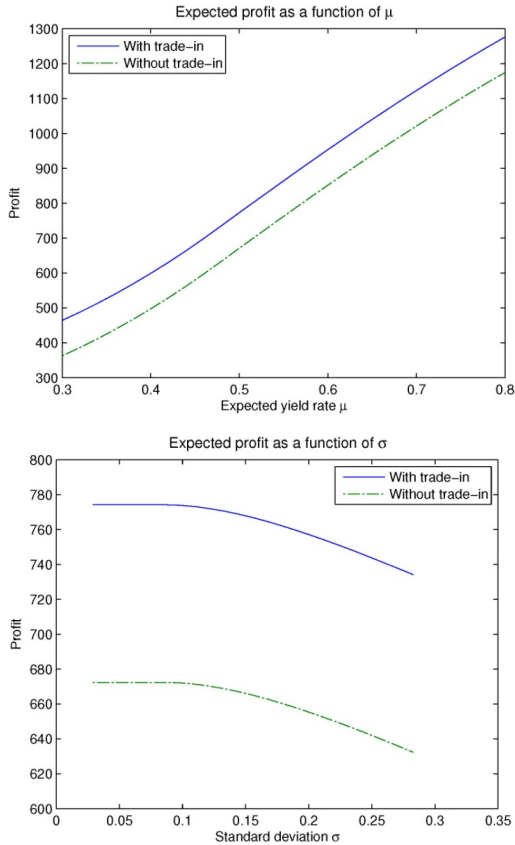 Expected profit as a function of μ
1300
1200
1100
1000
900
800
700
600
500
400
300
Profit
With trade−in
Without trade−in
0.3 0.4 0.5 0.6 0.7 0.8
Expected yield rate μ
Expected profit as a function of σ
800
780
760
740
720
700
680
660
640
620
600
Profit
With trade−in
Without trade−in
0 0.05 0.1 0.15 0.2 0.25 0.3 0.35
Standard deviation σ